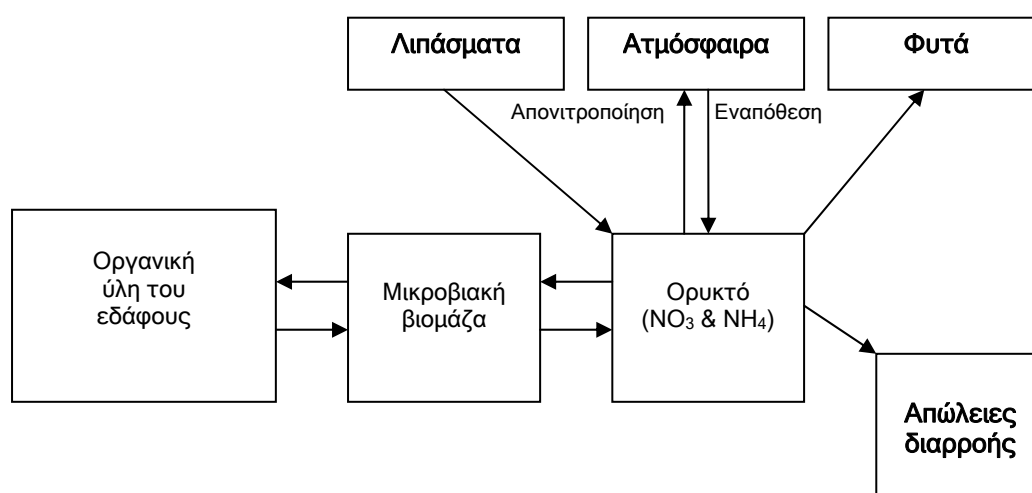 Λιπάσματα
Ατμόσφαιρα
Φυτά
Απονιτροποίηση
Εναπόθεση
Οργανική
ύλη του
εδάφους
Μικροβιακή
βιομάζα
Ορυκτό
(NO₃ & NH₄)
Απώλειες
διαρροής